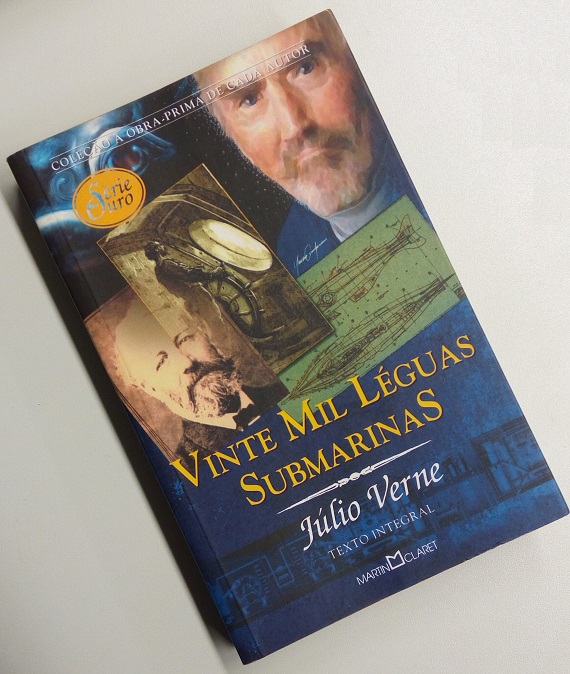 COLEÇÃO A OBRA-PRIMA DE CADA AUTOR
Série
Ouro
VINTE MIL LÉGUAS
SUBMARINAS
Júlio Verne
TEXTO INTEGRAL
MARTIN CLARET